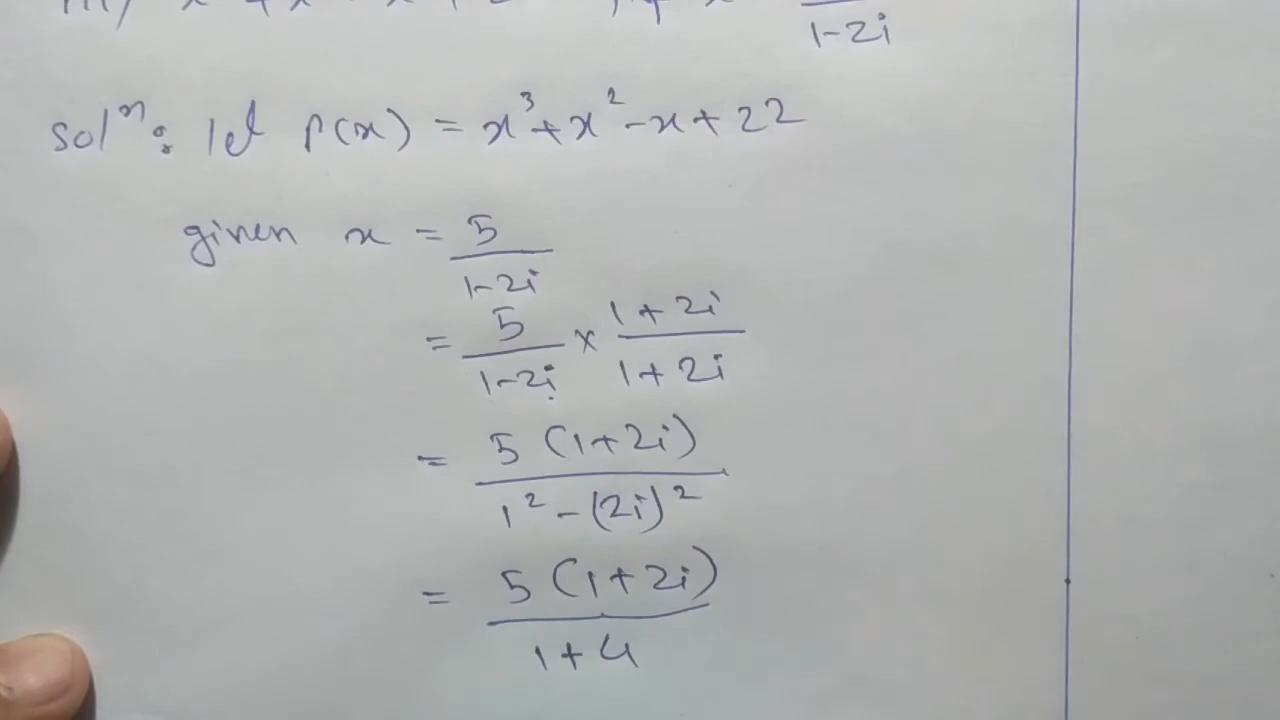 1-2i
solⁿ: let p(x) = x³+x²-x+22
given x = 5/1-2i
= 5/1-2i × 1+2i/1+2i
= 5(1+2i)/1²-(2i)²
= 5(1+2i)/1+4